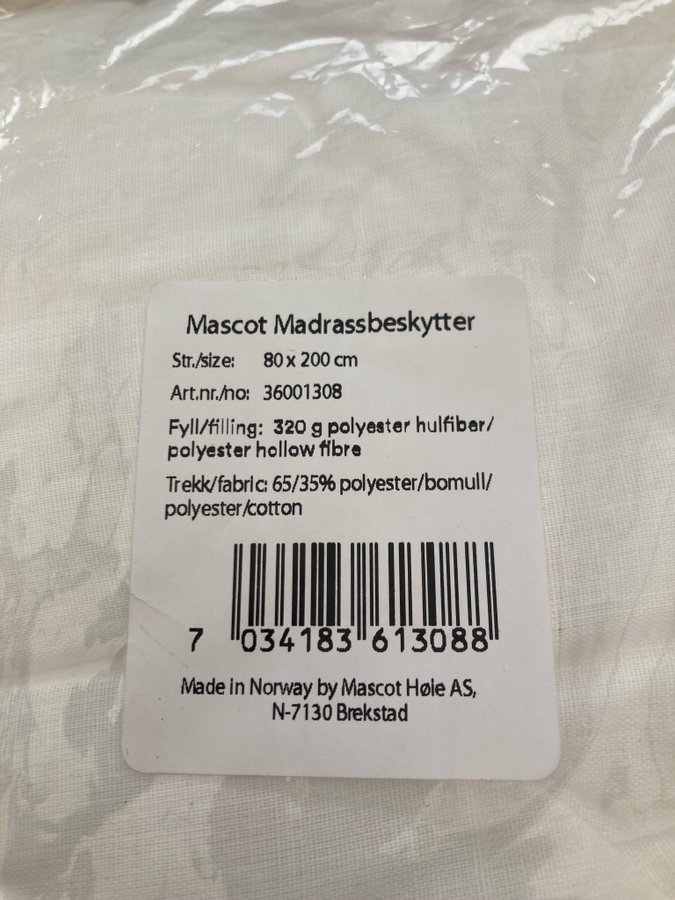 Mascot Madrassbeskytter
Str./size: 80 x 200 cm
Art.nr./no: 36001308
Fyll/filling: 320 g polyester hulfiber/
polyester hollow fibre
Trekk/fabric: 65/35% polyester/bomull/
polyester/cotton
7 034183 613088
Made in Norway by Mascot Høie AS,
N-7130 Brekstad